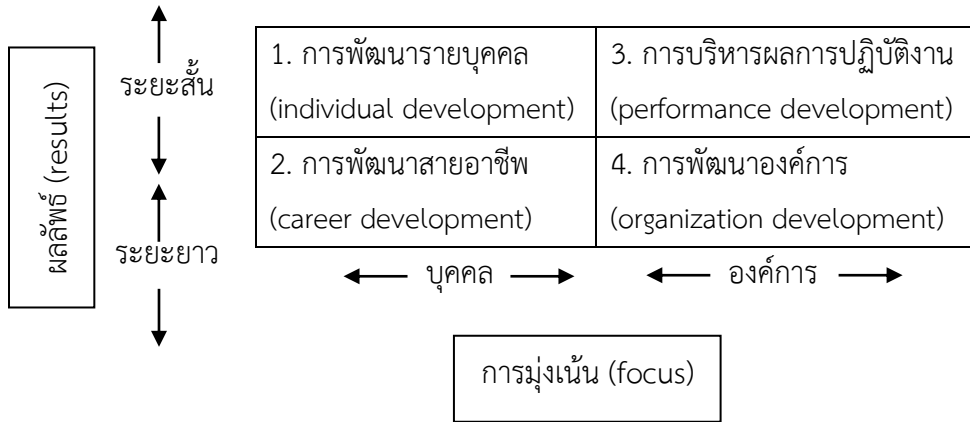 ผลลัพธ์ (results)
ระยะสั้น
ระยะยาว
1. การพัฒนารายบุคคล
(individual development)
3. การบริหารผลการปฏิบัติงาน
(performance development)
2. การพัฒนาสายอาชีพ
(career development)
4. การพัฒนาองค์การ
(organization development)
บุคคล
องค์การ
การมุ่งเน้น (focus)